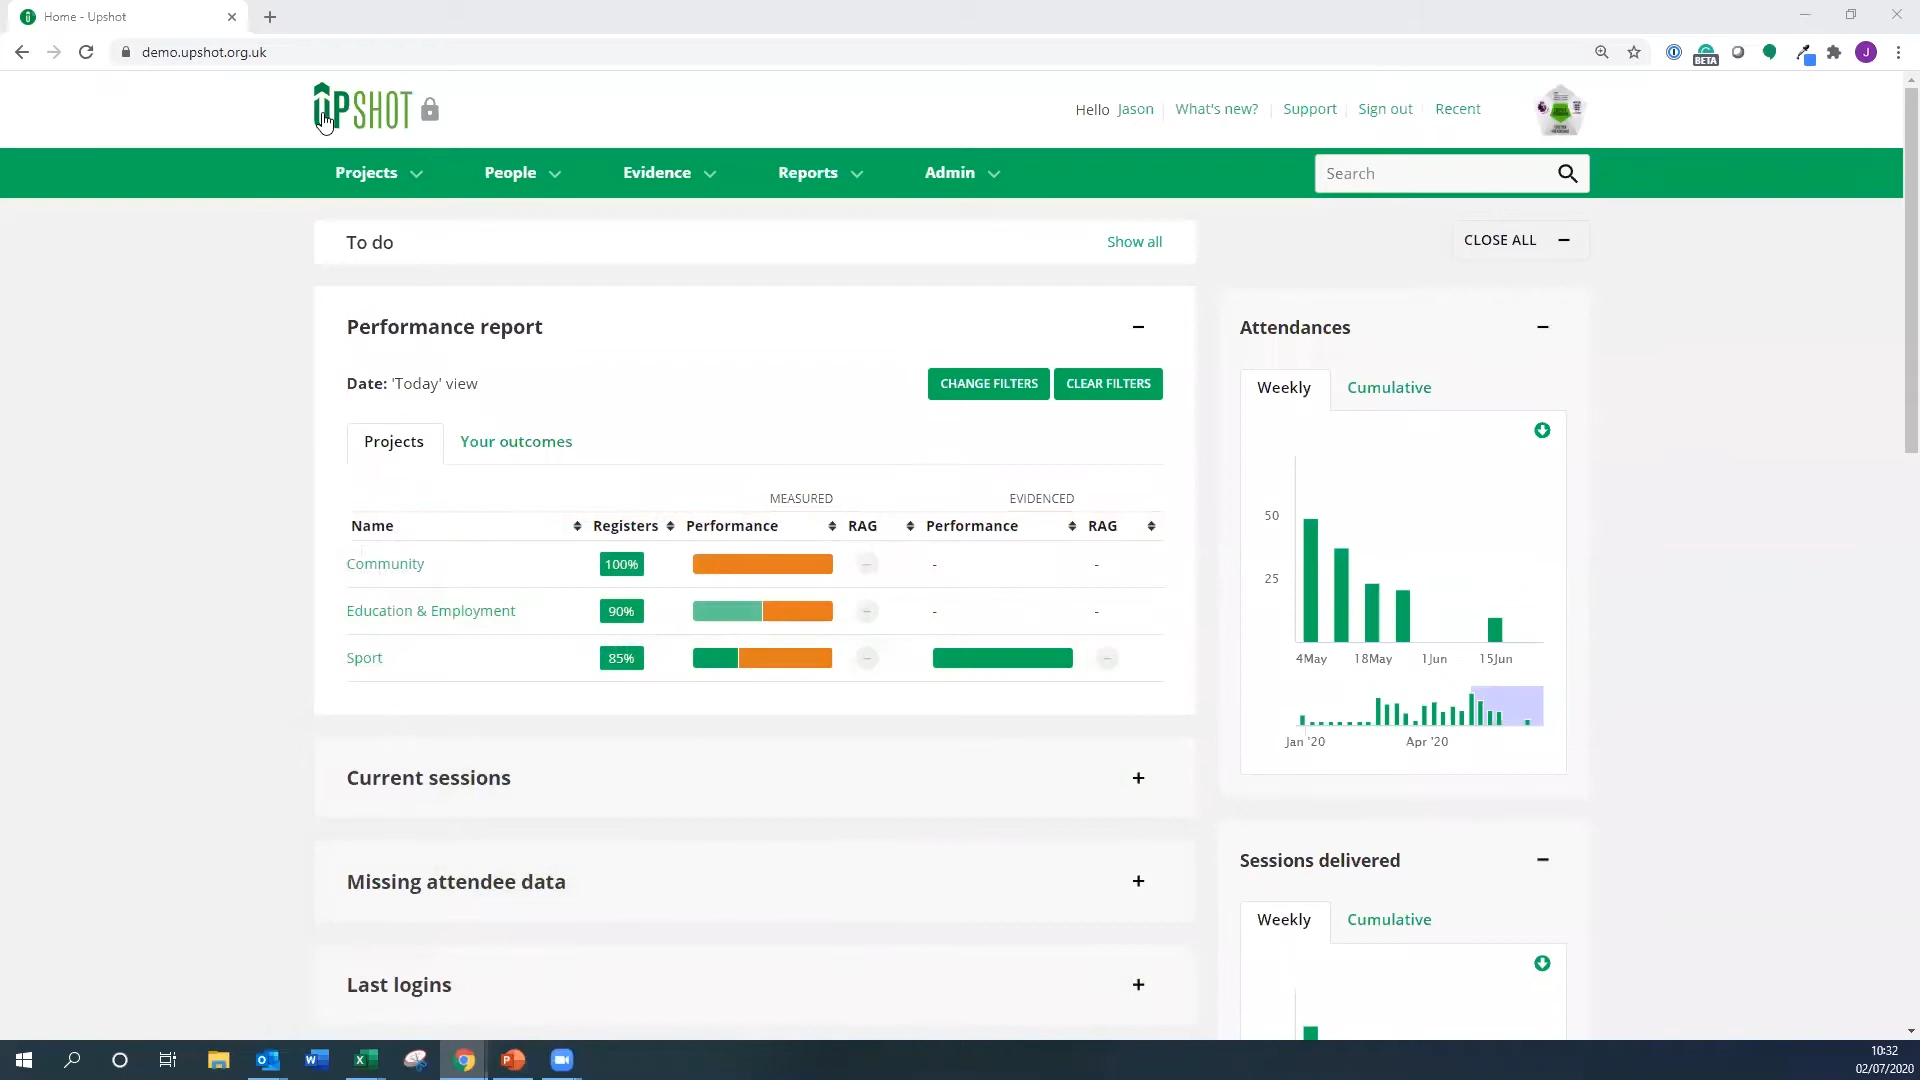 Home - Upshot
demo.upshot.org.uk
BETA
J
UPSHOT
Hello Jason
What's new?
Support
Sign out
Recent
Projects
People
Evidence
Reports
Admin
Search
To do
Show all
CLOSE ALL
Performance report
Date: 'Today' view
CHANGE FILTERS
CLEAR FILTERS
Projects
Your outcomes
MEASURED
EVIDENCED
Name
Registers
Performance
RAG
Performance
RAG
Community
100%
-
-
Education & Employment
90%
-
-
Sport
85%
Current sessions
Missing attendee data
Last logins
Attendances
Weekly
Cumulative
50
25
4May
18May
1Jun
15Jun
Jan '20
Apr '20
Sessions delivered
Weekly
Cumulative
10:32
02/07/2020